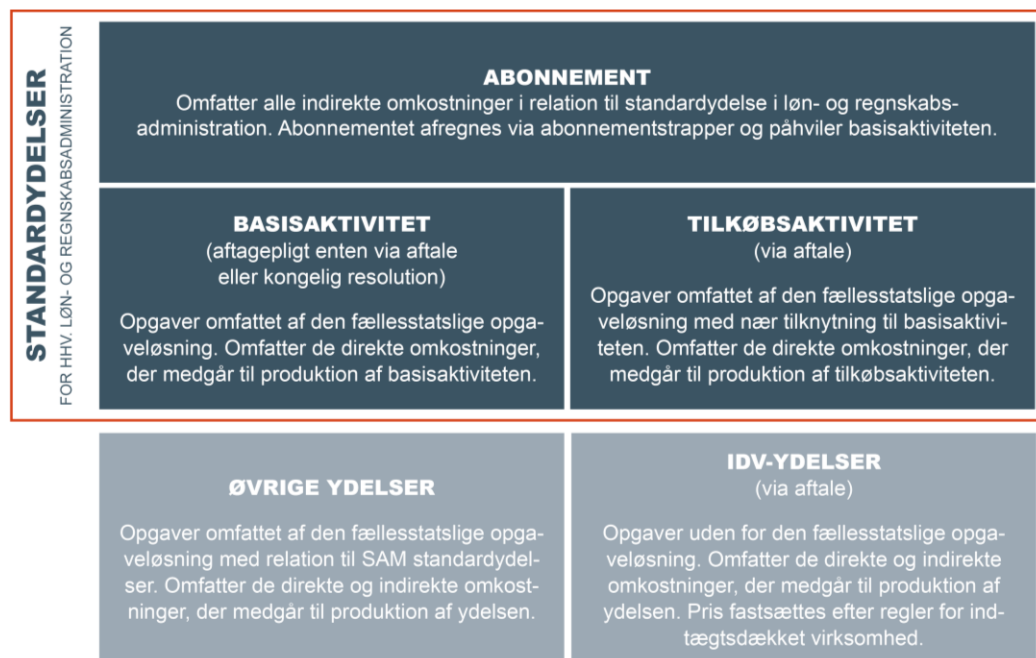 STANDARDYDELSER
FOR HHV. LØN- OG REGNSKABSADMINISTRATION
ABONNEMENT
Omfatter alle indirekte omkostninger i relation til standardydelse i løn- og regnskabs-
administration. Abonnementet afregnes via abonnementstrapper og påhviler basisaktiviteten.
BASISAKTIVITET
(aftagepligt enten via aftale
eller kongelig resolution)
Opgaver omfattet af den fællesstatslige opga-
veløsning. Omfatter de direkte omkostninger,
der medgår til produktion af basisaktiviteten.
TILKØBSAKTIVITET
(via aftale)
Opgaver omfattet af den fællesstatslige opga-
veløsning med nær tilknytning til basisaktivi-
teten. Omfatter de direkte omkostninger, der
medgår til produktion af tilkøbsaktiviteten.
ØVRIGE YDELSER
Opgaver omfattet af den fællesstatslige opga-
veløsning med relation til SAM standardydel-
ser. Omfatter de direkte og indirekte omkost-
ninger, der medgår til produktion af ydelsen.
IDV-YDELSER
(via aftale)
Opgaver uden for den fællesstatslige opga-
veløsning. Omfatter de direkte og indirekte
omkostninger, der medgår til produktion af
ydelsen. Pris fastsættes efter regler for ind-
tægtsdækket virksomhed.